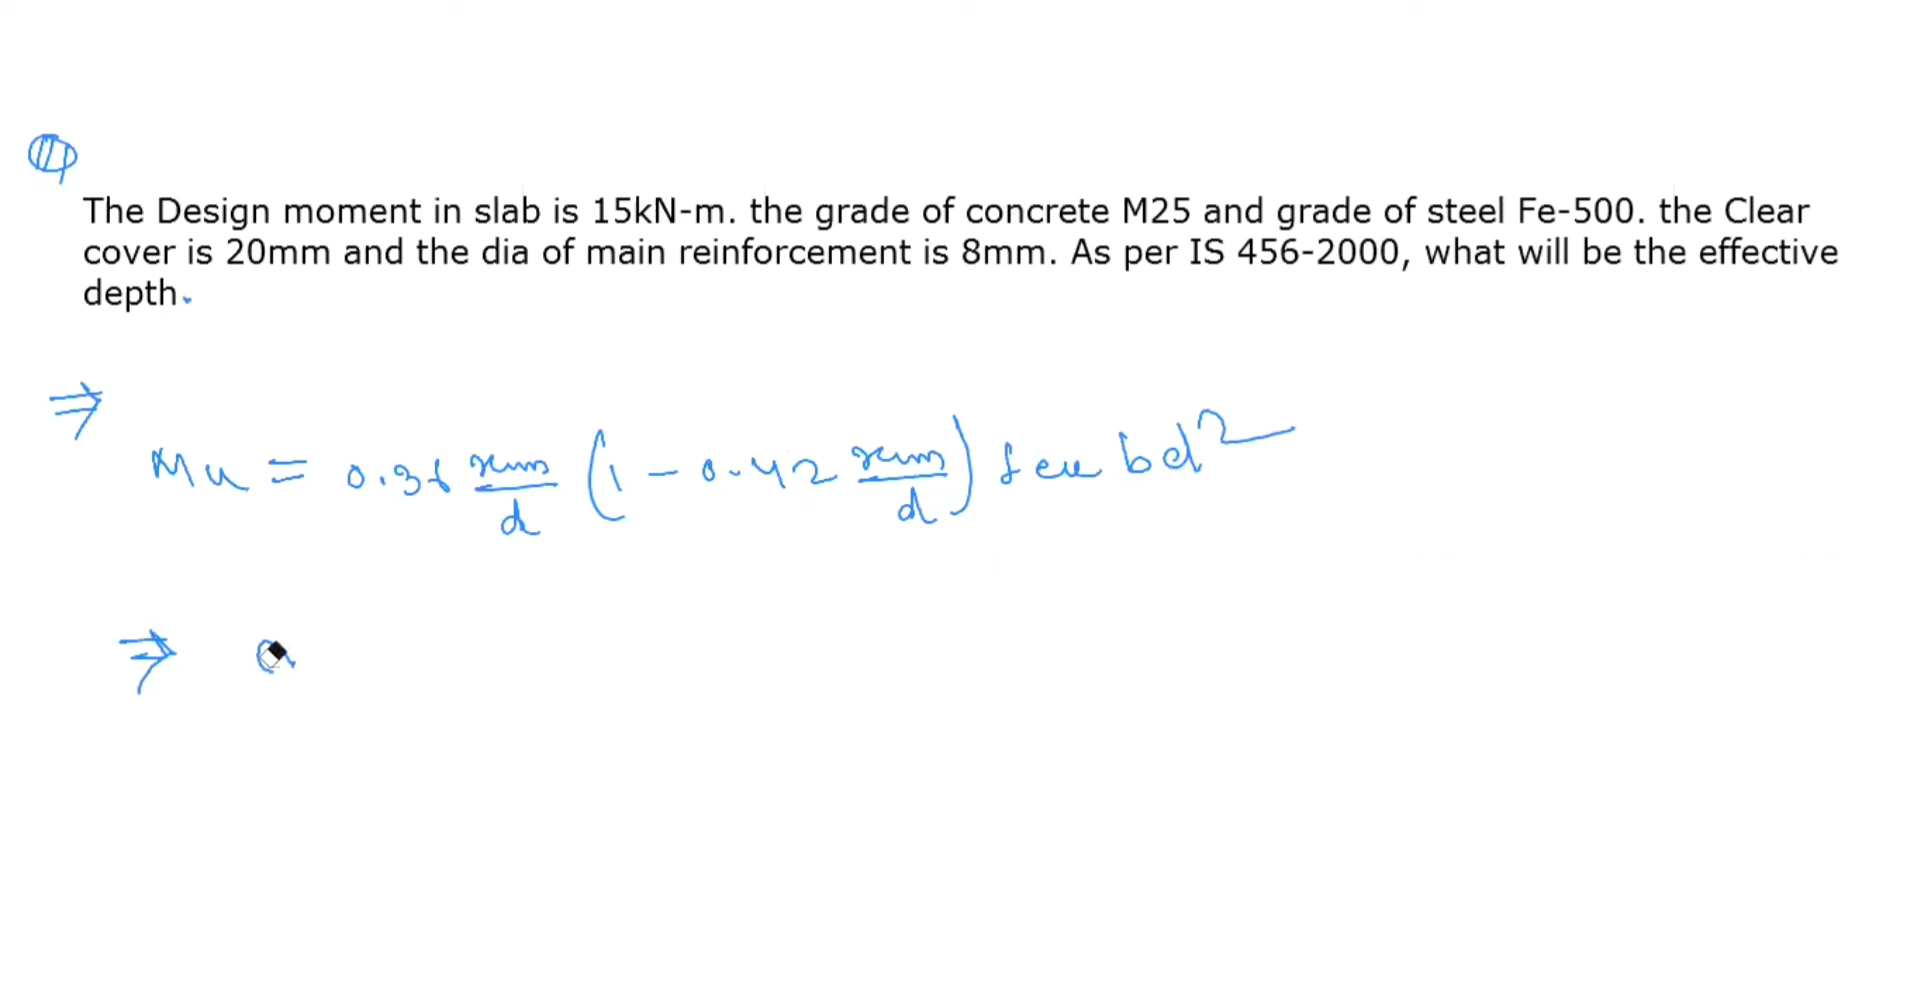 The Design moment in slab is 15kN-m. the grade of concrete M25 and grade of steel Fe-500. the Clear
cover is 20mm and the dia of main reinforcement is 8mm. As per IS 456-2000, what will be the effective
depth.
⇒
Mu = 0.36 xum/d (1 - 0.42 xum/d) fck bd²
⇒